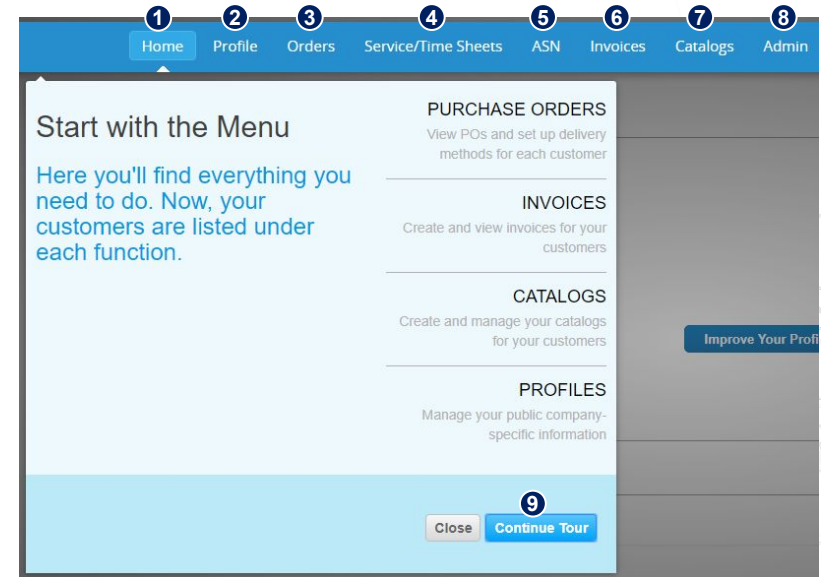 1 2 3 4 5 6 7 8
Home Profile Orders Service/Time Sheets ASN Invoices Catalogs Admin
Start with the Menu
Here you'll find everything you
need to do. Now, your
customers are listed under
each function.
PURCHASE ORDERS
View POs and set up delivery
methods for each customer
INVOICES
Create and view invoices for your
customers
CATALOGS
Create and manage your catalogs
for your customers
PROFILES
Manage your public company-
specific information
Improve Your Profi
9
Close Continue Tour